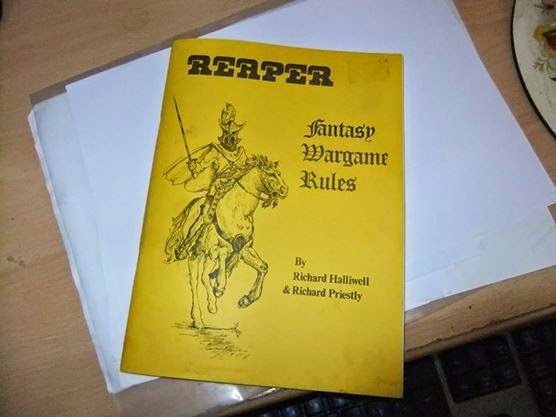 REAPER
Fantasy
Wargame
Rules
By
Richard Halliwell
& Richard Priestly